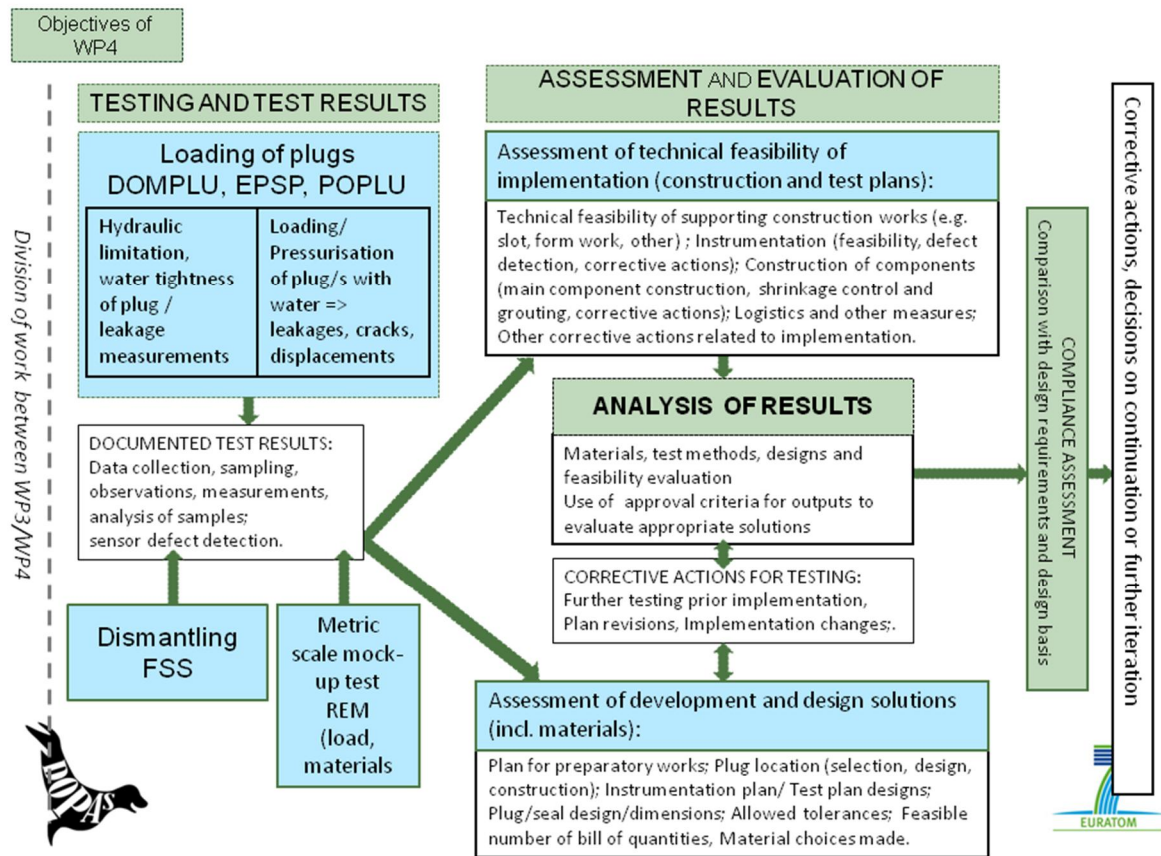 Objectives of
WP4
Division of work between WP3/WP4
TESTING AND TEST RESULTS
Loading of plugs
DOMPLU, EPSP, POPLU
Hydraulic
limitation,
water tightness
of plug /
leakage
measurements
Loading/
Pressurisation
of plug/s with
water =>
leakages, cracks,
displacements
DOCUMENTED TEST RESULTS:
Data collection, sampling,
observations, measurements,
analysis of samples;
sensor defect detection.
Dismantling
FSS
Metric
scale mock-
up test
REM
(load,
materials
ASSESSMENT AND EVALUATION OF
RESULTS
Assessment of technical feasibility of
implementation (construction and test plans):
Technical feasibility of supporting construction works (e.g.
slot, form work, other) ; Instrumentation (feasibility, defect
detection, corrective actions); Construction of components
(main component construction, shrinkage control and
grouting, corrective actions); Logistics and other measures;
Other corrective actions related to implementation.
ANALYSIS OF RESULTS
Materials, test methods, designs and
feasibility evaluation
Use of approval criteria for outputs to
evaluate appropriate solutions
CORRECTIVE ACTIONS FOR TESTING:
Further testing prior implementation,
Plan revisions, Implementation changes;.
Assessment of development and design solutions
(incl. materials):
Plan for preparatory works; Plug location (selection, design,
construction); Instrumentation plan/ Test plan designs;
Plug/seal design/dimensions; Allowed tolerances; Feasible
number of bill of quantities, Material choices made.
COMPLIANCE ASSESSMENT
Comparison with design requirements and design basis
Corrective actions, decisions on continuation or further iteration
DOPAS
EURATOM